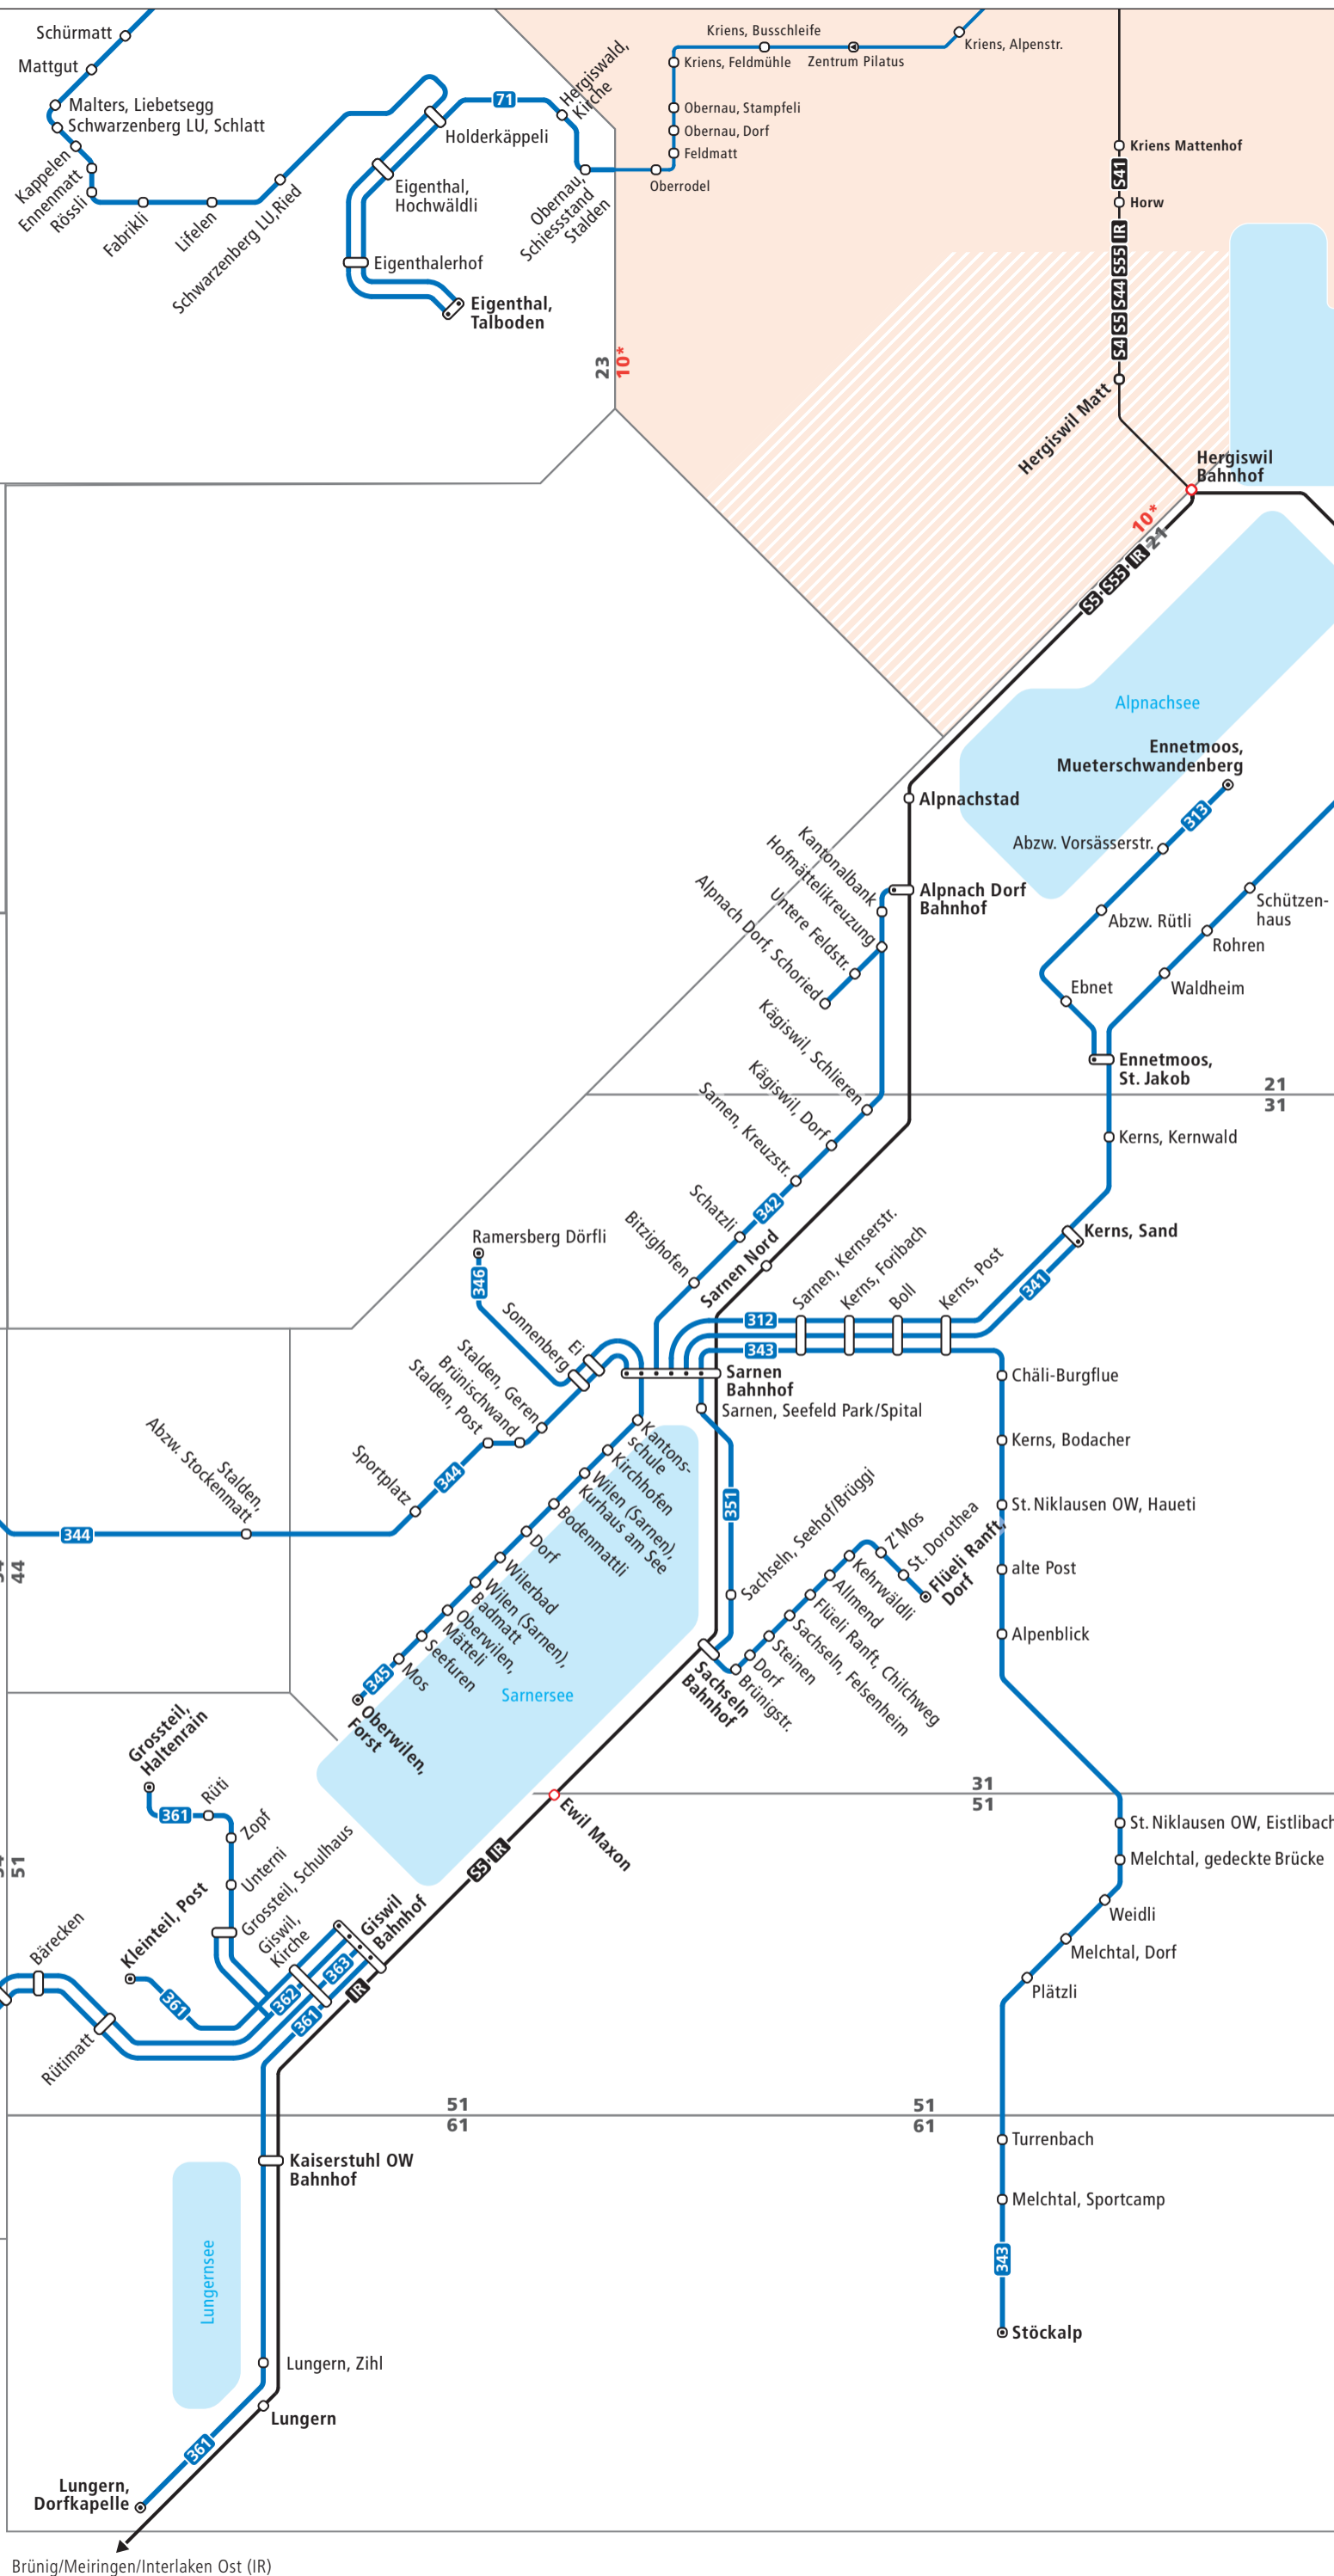 Schürmatt
Mattgut
Malters, Liebetsegg
Schwarzenberg LU, Schlatt
Kappelen
Ennenmatt
Rössli
Fabrikli
Lifelen
Schwarzenberg LU,Ried
Holderkäppeli
Eigenthal,
Hochwäldli
Eigenthalerhof
Eigenthal,
Talboden
71
Hergiswald,
Kirche
Obernau,
Schiessstand
Stalden
Oberrodel
Feldmatt
Obernau, Dorf
Obernau, Stampfeli
Kriens, Feldmühle
Kriens, Busschleife
Zentrum Pilatus
Kriens, Alpenstr.
Kriens Mattenhof
S41
Horw
S4 S5 S44 S55 IR
23
10*
Hergiswil Matt
Hergiswil
Bahnhof
10*
21
S5 S55 IR
Alpnachsee
Ennetmoos,
Mueterschwandenberg
313
Abzw. Vorsässerstr.
Abzw. Rütli
Ebnet
Schützen-
haus
Rohren
Waldheim
Ennetmoos,
St. Jakob
21
31
Alpnachstad
Alpnach Dorf
Bahnhof
Kantonalbank
Hofmättelikreuzung
Untere Feldstr.
Alpnach Dorf, Schoried
Kägiswil, Schlieren
Kägiswil, Dorf
Sarnen, Kreuzstr.
342
Schatzli
Bitzighofen
Sarnen Nord
Kerns, Kernwald
Kerns, Sand
341
Sarnen, Kernserstr.
Kerns, Foribach
Boll
Kerns, Post
312
343
Ramersberg Dörfli
346
Sonnenberg
Ei
Stalden, Geren
Brünischwand
Stalden, Post
344
Sportplatz
Stalden,
Abzw. Stockenmatt
344
44
Sarnen
Bahnhof
Sarnen, Seefeld Park/Spital
351
Kantons-
schule
Kirchhofen
Wilen (Sarnen),
Kurhaus am See
Bodenmattli
Dorf
Wilerbad
Wilen (Sarnen),
Badmatt
Oberwilen,
Mätteli
Seefuren
Mos
345
Oberwilen,
Forst
Sarnersee
Sachseln, Seehof/Brüggi
Sachseln
Bahnhof
Brünigstr.
Dorf
Steinen
Sachseln, Felsenheim
Flüeli Ranft, Chilchweg
Allmend
Kehrwäldli
Z'Mos
St. Dorothea
Flüeli Ranft,
Dorf
Chäli-Burgflue
Kerns, Bodacher
St. Niklausen OW, Haueti
alte Post
Alpenblick
31
51
Ewil Maxon
S5 IR
St. Niklausen OW, Eistlibach
Melchtal, gedeckte Brücke
Weidli
Melchtal, Dorf
Plätzli
Grossteil,
Haltenrain
361
Rüti
Zopf
Unterni
Grossteil, Schulhaus
51
Kleinteil, Post
361
Giswil,
Kirche
Giswil
Bahnhof
363
362
361
IR
Bärecken
Rütimatt
51
61
51
61
Kaiserstuhl OW
Bahnhof
Lungernsee
Turrenbach
Melchtal, Sportcamp
343
Stöckalp
Lungern, Zihl
Lungern
361
Lungern,
Dorfkapelle
Brünig/Meiringen/Interlaken Ost (IR)